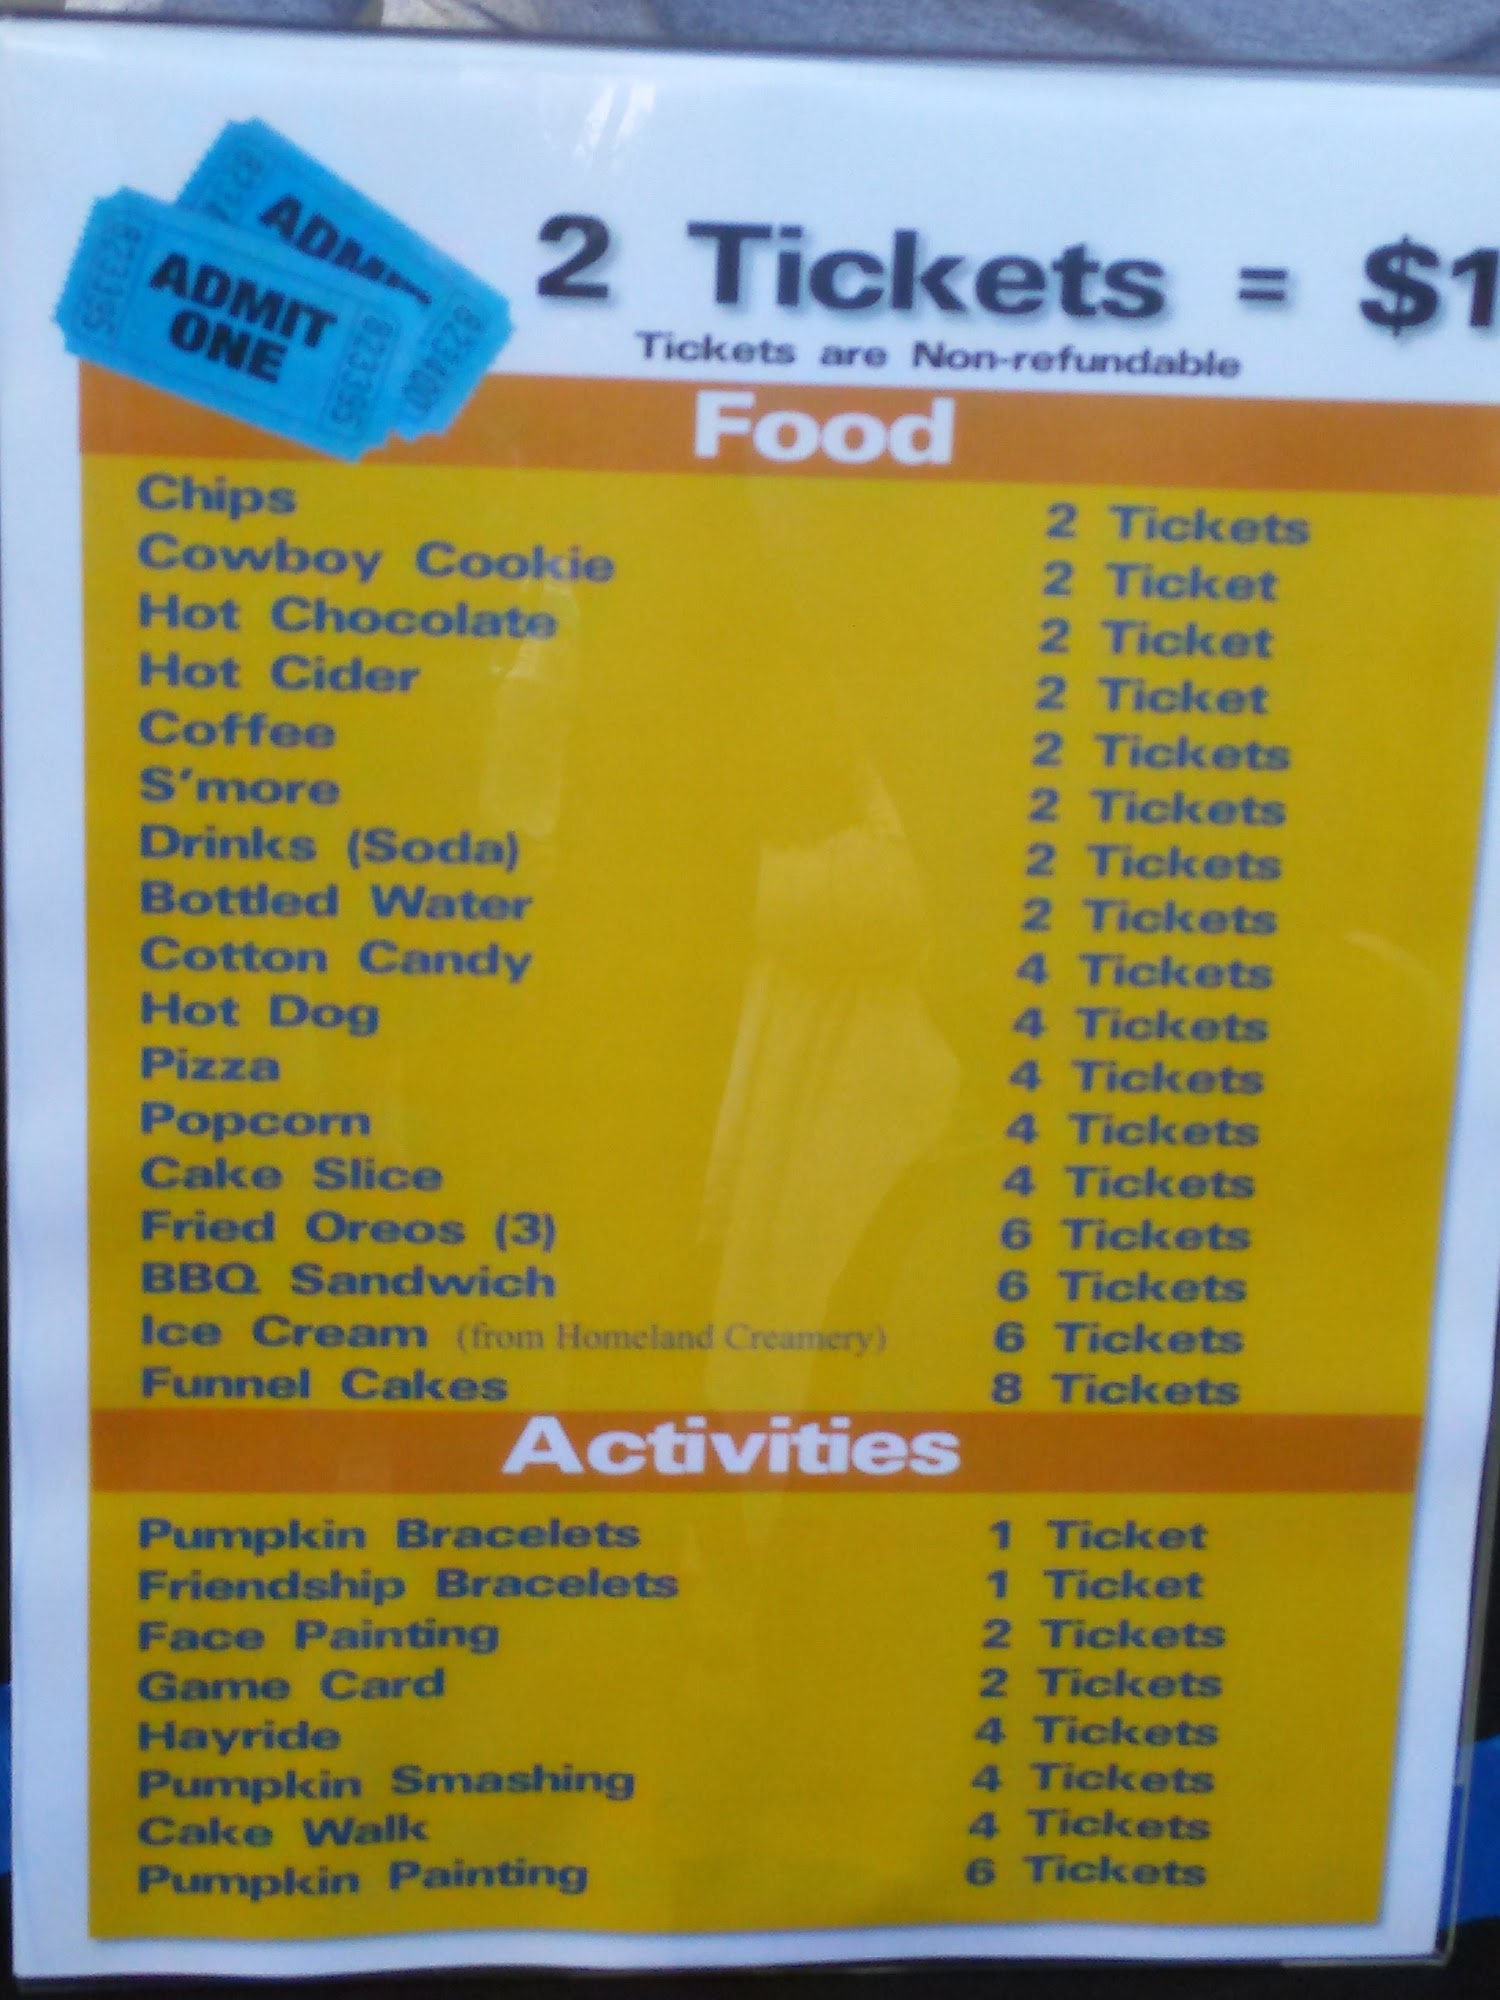 ADMIT
ADMIT
ONE
823395
823395
823400
2 Tickets = $1
Tickets are Non-refundable
Food
Chips 2 Tickets
Cowboy Cookie 2 Ticket
Hot Chocolate 2 Ticket
Hot Cider 2 Ticket
Coffee 2 Tickets
S'more 2 Tickets
Drinks (Soda) 2 Tickets
Bottled Water 2 Tickets
Cotton Candy 4 Tickets
Hot Dog 4 Tickets
Pizza 4 Tickets
Popcorn 4 Tickets
Cake Slice 4 Tickets
Fried Oreos (3) 6 Tickets
BBQ Sandwich 6 Tickets
Ice Cream (from Homeland Creamery) 6 Tickets
Funnel Cakes 8 Tickets
Activities
Pumpkin Bracelets 1 Ticket
Friendship Bracelets 1 Ticket
Face Painting 2 Tickets
Game Card 2 Tickets
Hayride 4 Tickets
Pumpkin Smashing 4 Tickets
Cake Walk 4 Tickets
Pumpkin Painting 6 Tickets